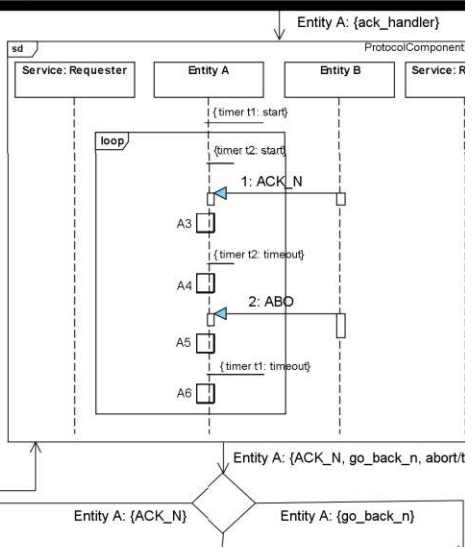 Entity A: {ack_handler}
sd
ProtocolComponent
Service: Requester
Entity A
Entity B
Service: R
{timer t1: start}
loop
{timer t2: start}
1: ACK_N
A3
{timer t2: timeout}
A4
2: ABO
A5
{timer t1: timeout}
A6
Entity A: {ACK_N, go_back_n, abort/t
Entity A: {ACK_N}
Entity A: {go_back_n}